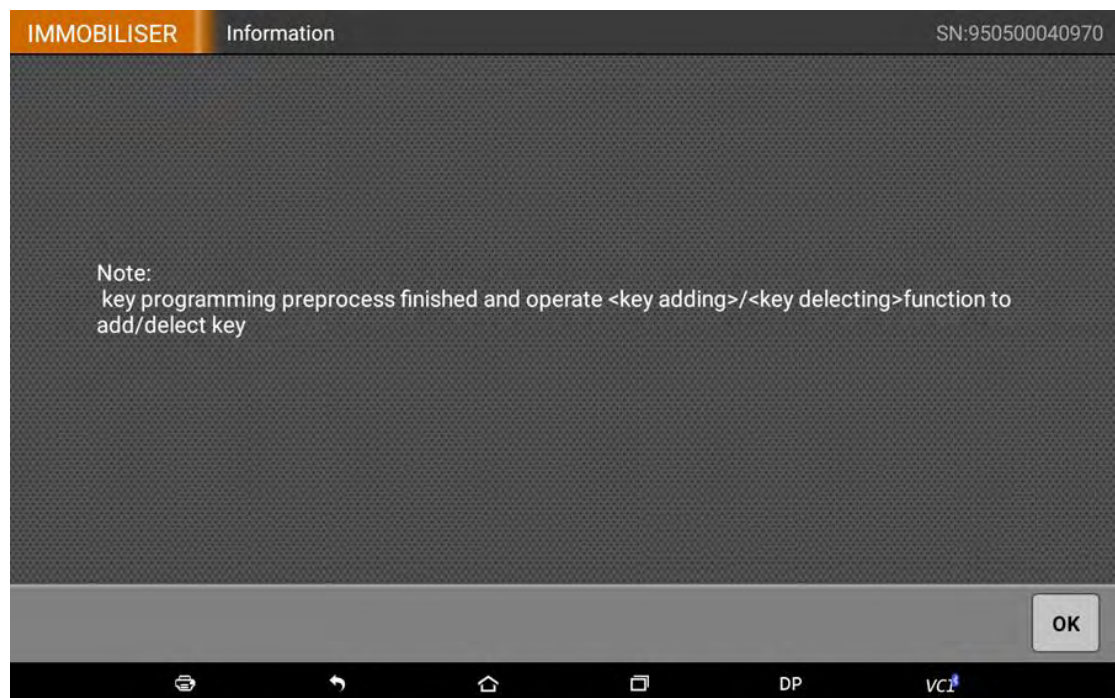 IMMOBILISER Information SN:950500040970
Note:
key programming preprocess finished and operate <key adding>/<key delecting>function to
add/delect key
OK
DP VCI